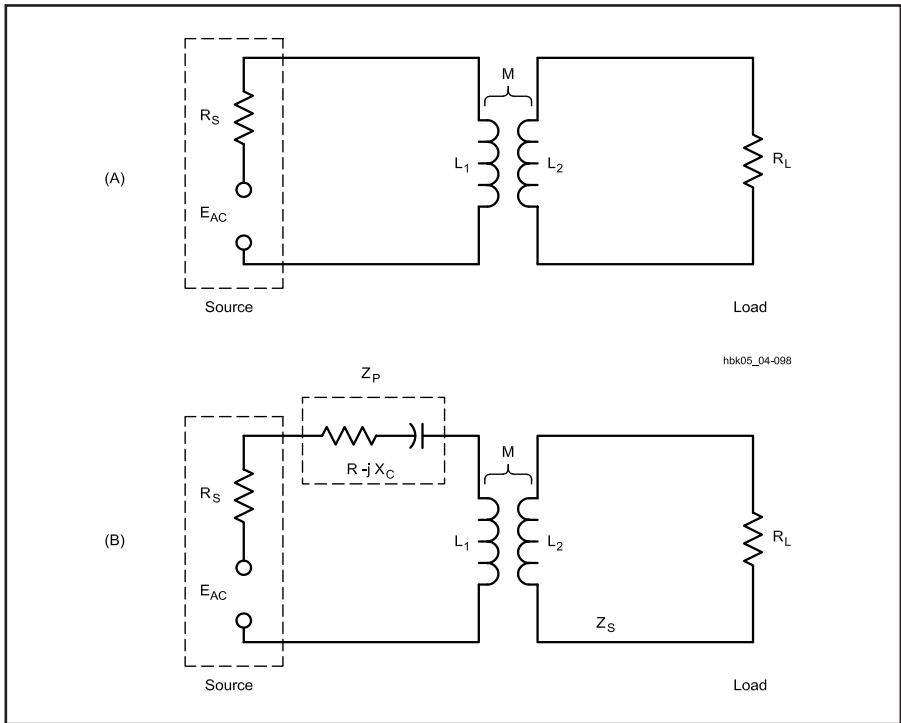 M
R_S
(A)
L_1
L_2
R_L
E_AC
Source
Load
hbk05_04-098
Z_P
R -j X_C
M
R_S
(B)
L_1
L_2
R_L
E_AC
Z_S
Source
Load